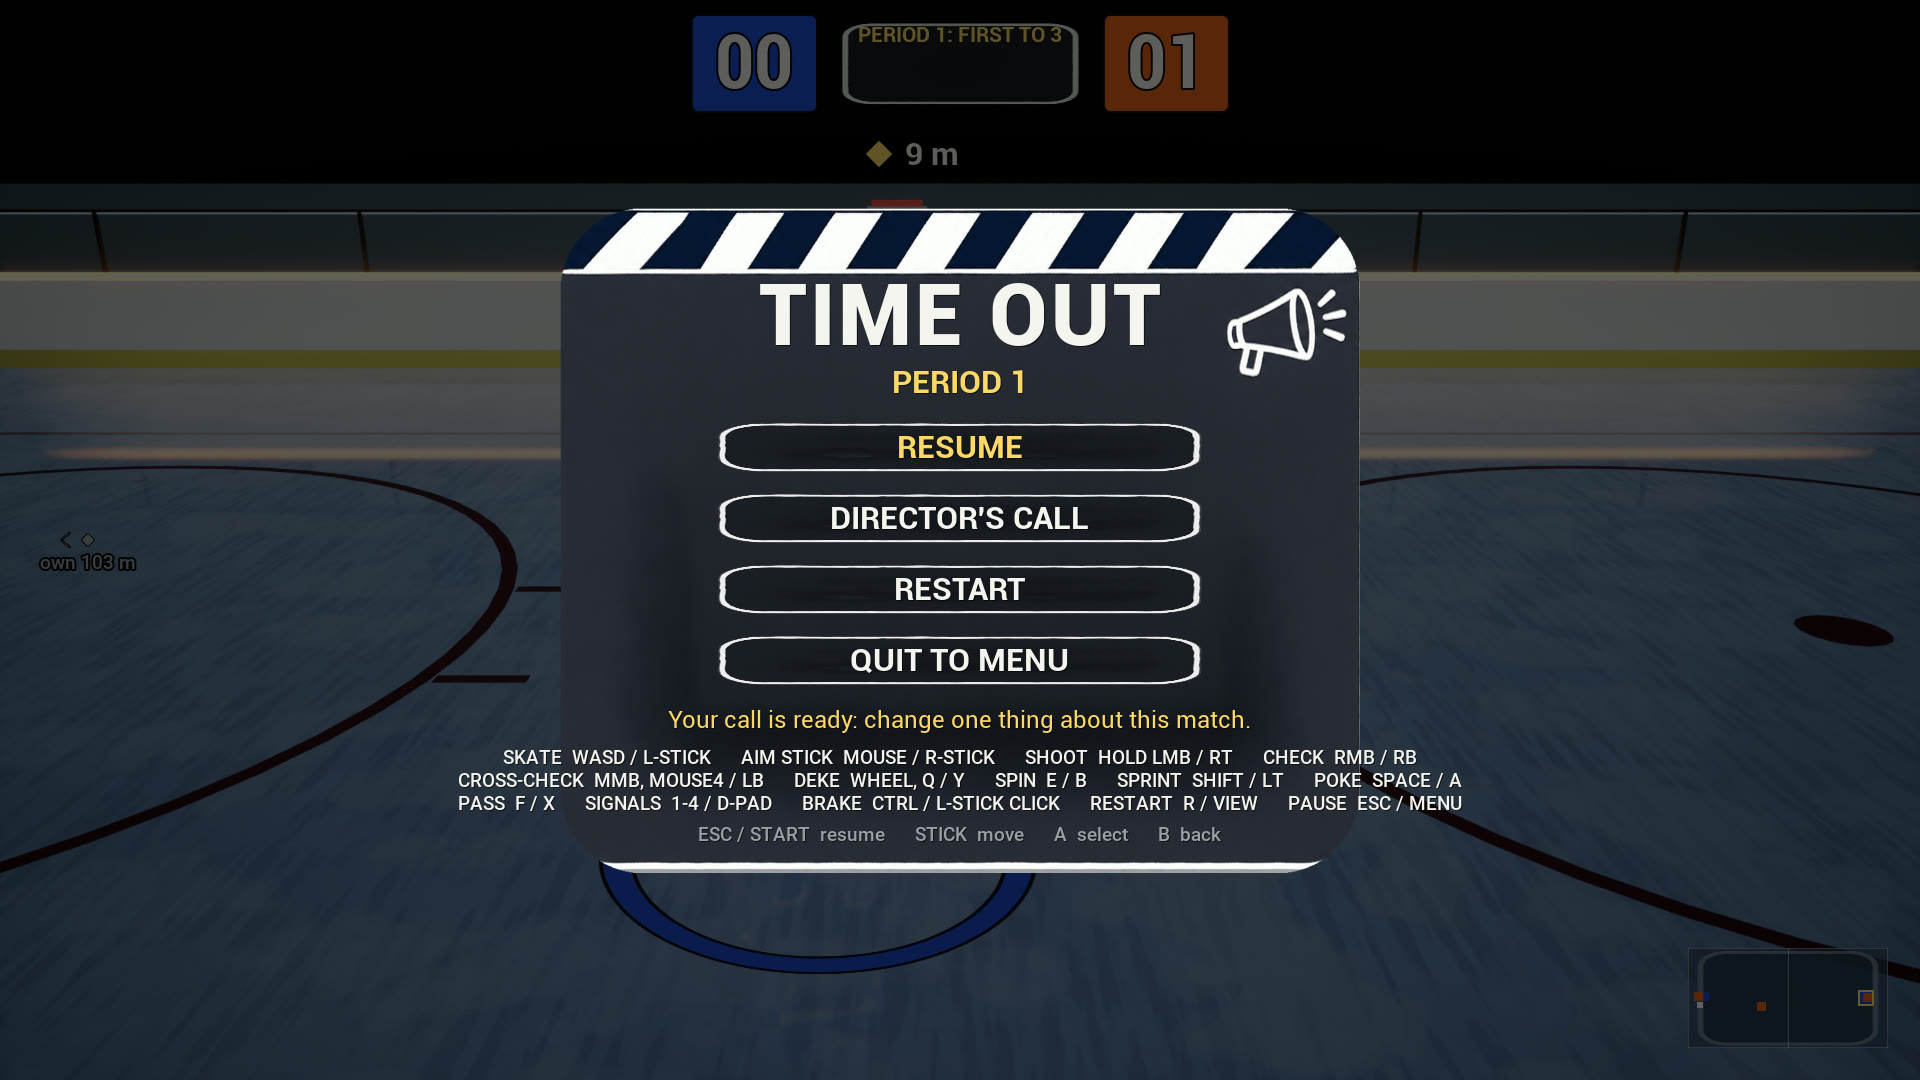 00
PERIOD 1: FIRST TO 3
01
9 m
TIME OUT
PERIOD 1
RESUME
DIRECTOR'S CALL
own 103 m
RESTART
QUIT TO MENU
Your call is ready: change one thing about this match.
SKATE WASD / L-STICK AIM STICK MOUSE / R-STICK SHOOT HOLD LMB / RT CHECK RMB / RB
CROSS-CHECK MMB, MOUSE4 / LB DEKE WHEEL, Q / Y SPIN E / B SPRINT SHIFT / LT POKE SPACE / A
PASS F / X SIGNALS 1-4 / D-PAD BRAKE CTRL / L-STICK CLICK RESTART R / VIEW PAUSE ESC / MENU
ESC / START resume STICK move A select B back